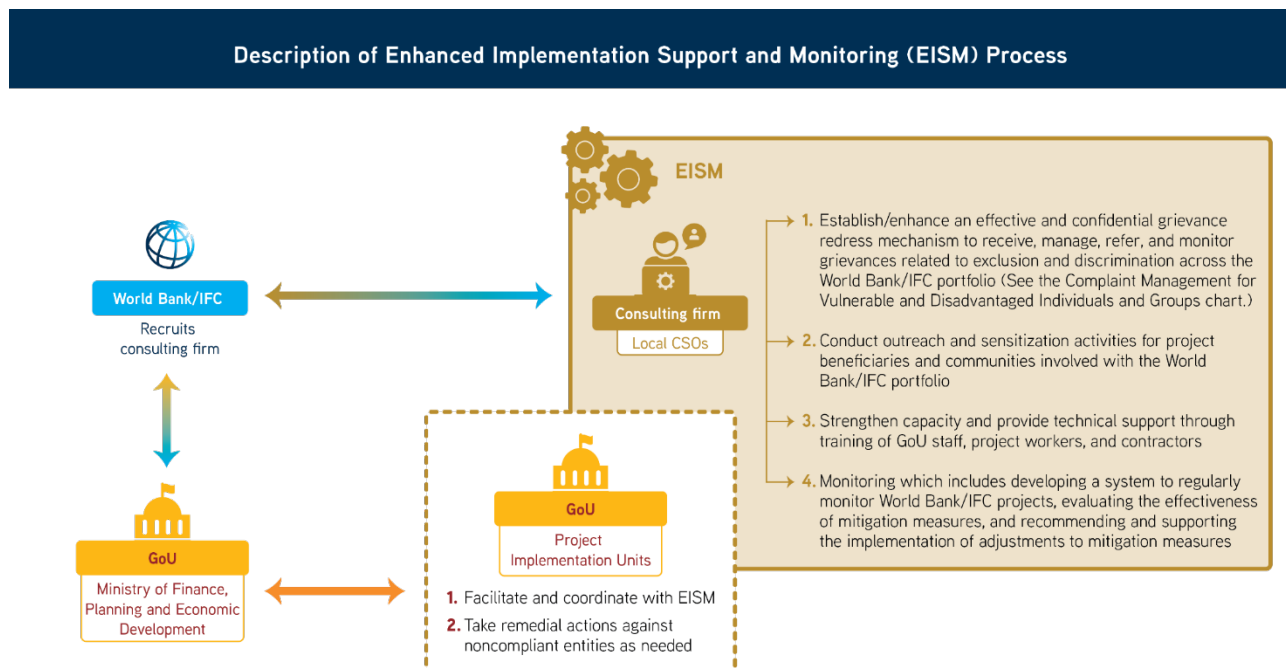 Description of Enhanced Implementation Support and Monitoring (EISM) Process
EISM
World Bank/IFC
Recruits
consulting firm
Consulting firm
Local CSOs
1. Establish/enhance an effective and confidential grievance
redress mechanism to receive, manage, refer, and monitor
grievances related to exclusion and discrimination across the
World Bank/IFC portfolio (See the Complaint Management for
Vulnerable and Disadvantaged Individuals and Groups chart.)
2. Conduct outreach and sensitization activities for project
beneficiaries and communities involved with the World
Bank/IFC portfolio
3. Strengthen capacity and provide technical support through
training of GoU staff, project workers, and contractors
4. Monitoring which includes developing a system to regularly
monitor World Bank/IFC projects, evaluating the effectiveness
of mitigation measures, and recommending and supporting
the implementation of adjustments to mitigation measures
GoU
Ministry of Finance,
Planning and Economic
Development
GoU
Project
Implementation Units
1. Facilitate and coordinate with EISM
2. Take remedial actions against
noncompliant entities as needed